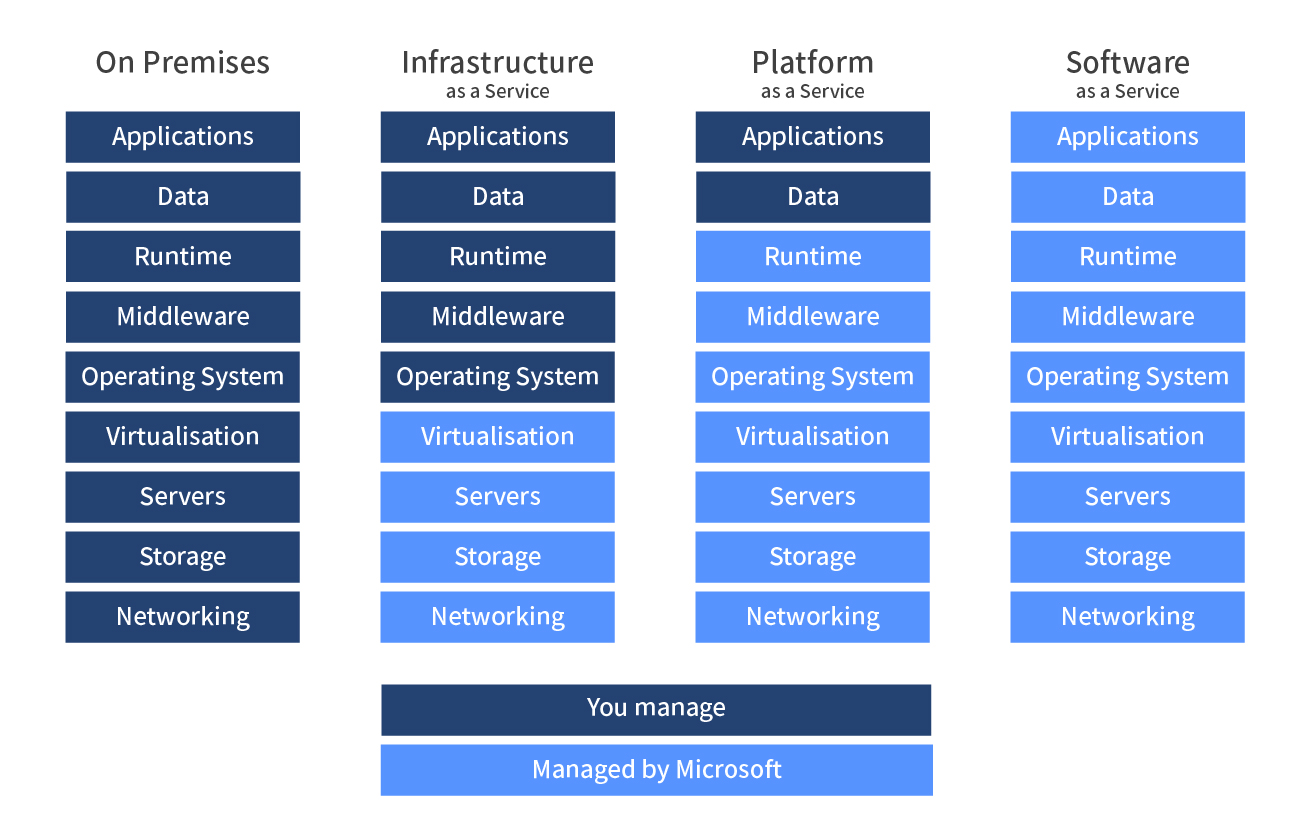 On Premises
Applications
Data
Runtime
Middleware
Operating System
Virtualisation
Servers
Storage
Networking
Infrastructure
as a Service
Applications
Data
Runtime
Middleware
Operating System
Virtualisation
Servers
Storage
Networking
Platform
as a Service
Applications
Data
Runtime
Middleware
Operating System
Virtualisation
Servers
Storage
Networking
Software
as a Service
Applications
Data
Runtime
Middleware
Operating System
Virtualisation
Servers
Storage
Networking
You manage
Managed by Microsoft